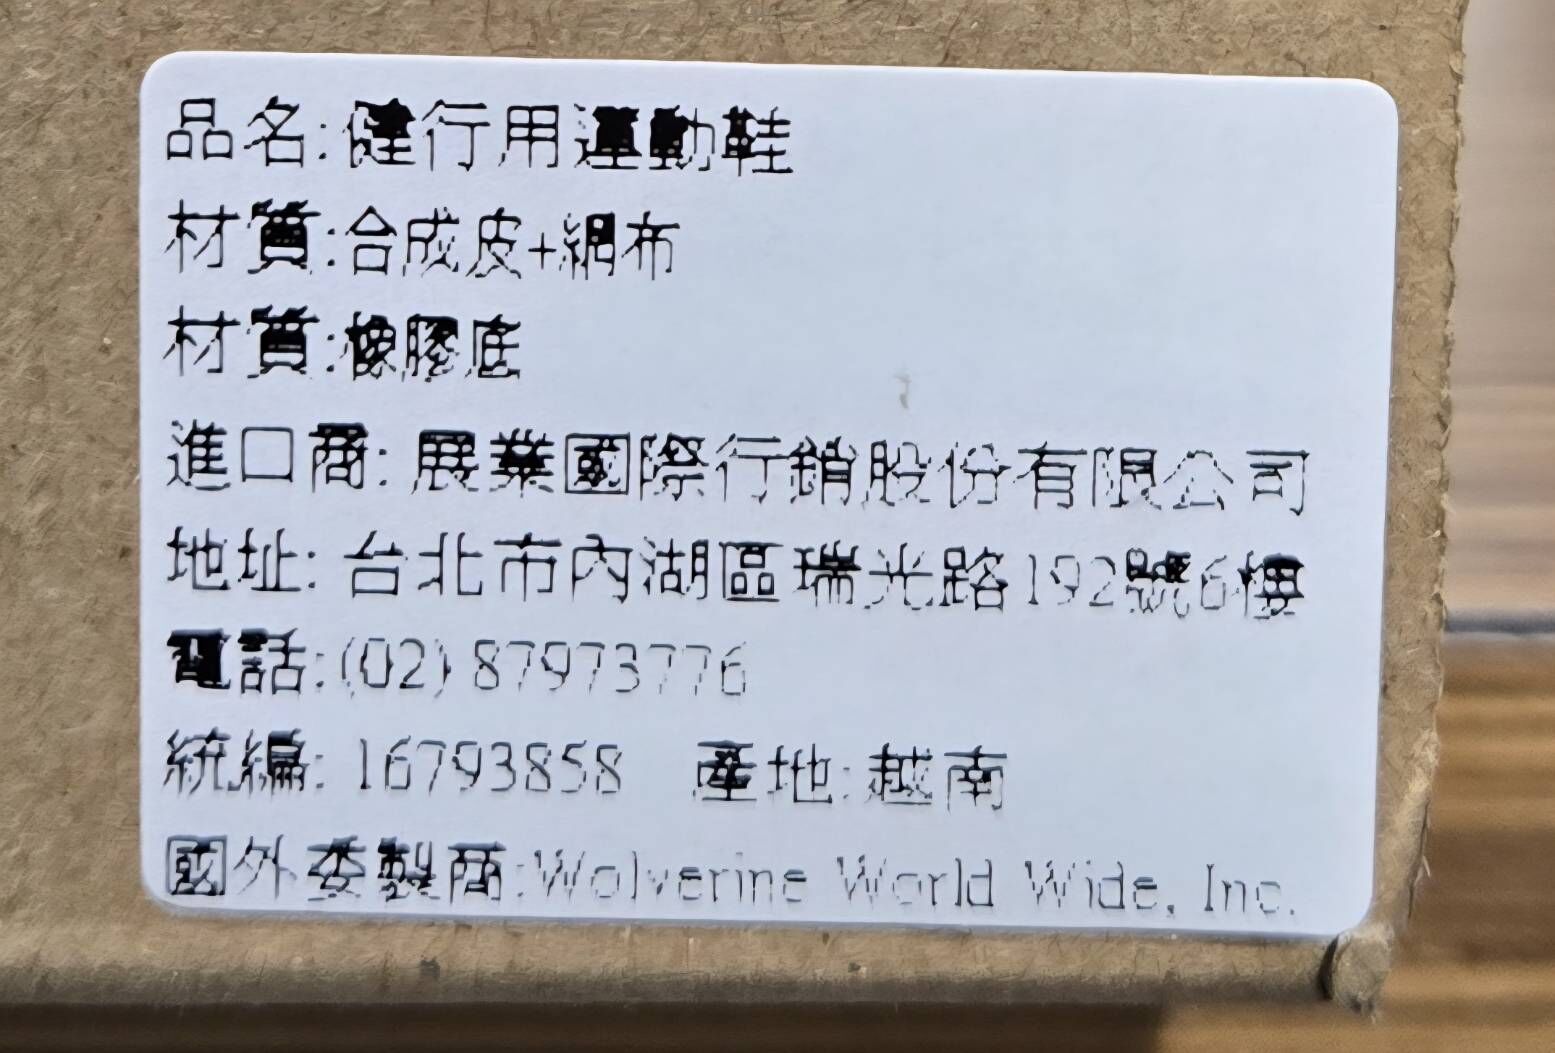 品名:健行用運動鞋
材質:合成皮+網布
材質:橡膠底
進口商:展業國際行銷股份有限公司
地址:台北市內湖區瑞光路192號6樓
電話:(02)87973776
統編:16793858 產地:越南
國外委製商:Wolverine World Wide, Inc.